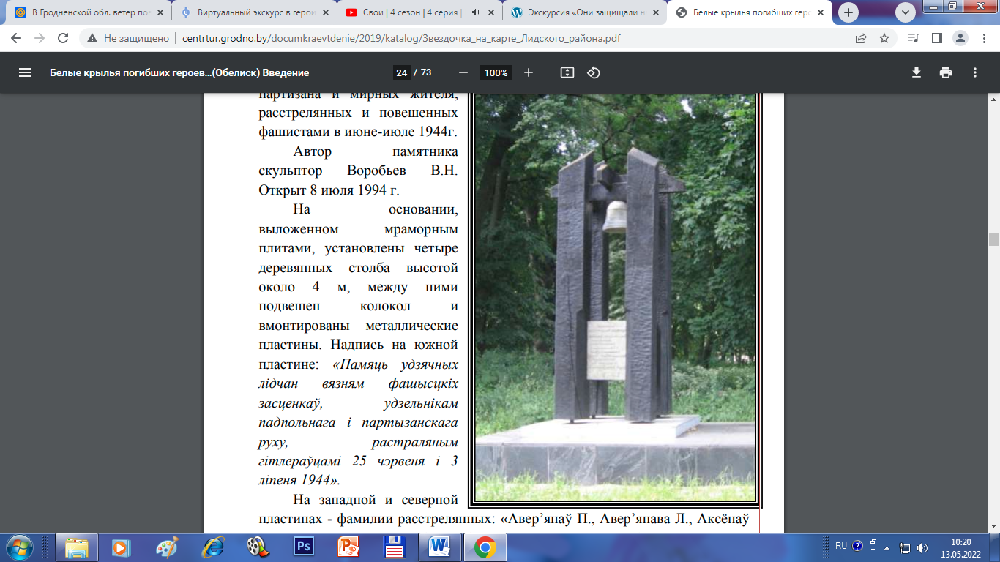 В Гродненской обл. ветер пов
Виртуальный экскурс в герои
Свои | 4 сезон | 4 серия |
Экскурсия «Они защищали н
Белые крылья погибших геро
Не защищено
centrtur.grodno.by/documkraevtdenie/2019/katalog/Звездочка_на_карте_Лидского_района.pdf
Белые крылья погибших героев...(Обелиск) Введение
24 / 73
100%
партизана и мирных жителя,
расстрелянных и повешенных
фашистами в июне-июле 1944г.
Автор памятника
скульптор Воробьев В.Н.
Открыт 8 июля 1994 г.
На основании,
выложенном мраморным
плитами, установлены четыре
деревянных столба высотой
около 4 м, между ними
подвешен колокол и
вмонтированы металлические
пластины. Надпись на южной
пластине: «Памяць удзячных
лідчан вязням фашысцкіх
засценкаў, удзельнікам
падпольнага і партызанскага
руху, растраляным
гітлераўцамі 25 чэрвеня і 3
ліпеня 1944».
На западной и северной
пластинах - фамилии расстрелянных: «Авер’янаў П., Авер’янава Л., Аксёнаў
Ps
RU
10:20
13.05.2022